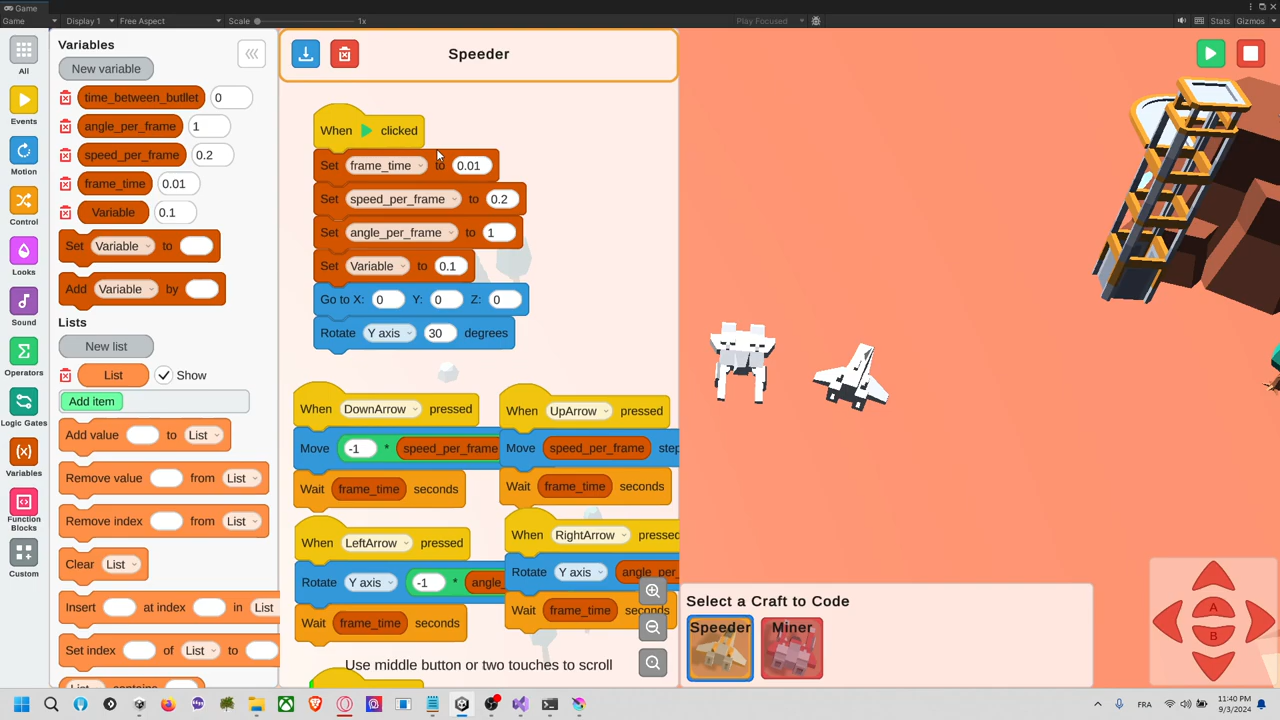 Game
Game
Display 1
Free Aspect
Scale
1x
Play Focused
Stats
Gizmos
All
Events
Motion
Control
Looks
Sound
Operators
Logic Gates
Variables
Function
Blocks
Custom
Variables
New variable
time_between_butllet 0
angle_per_frame 1
speed_per_frame 0.2
frame_time 0.01
Variable 0.1
Set Variable to
Add Variable by
Lists
New list
List Show
Add item
Add value to List
Remove value from List
Remove index from List
Clear List
Insert at index in List
Set index of List to
Speeder
When clicked
Set frame_time to 0.01
Set speed_per_frame to 0.2
Set angle_per_frame to 1
Set Variable to 0.1
Go to X: 0 Y: 0 Z: 0
Rotate Y axis 30 degrees
When DownArrow pressed
Move -1 * speed_per_frame
Wait frame_time seconds
When UpArrow pressed
Move speed_per_frame step
Wait frame_time seconds
When LeftArrow pressed
Rotate Y axis -1 * angle_
Wait frame_time seconds
When RightArrow pressed
Rotate Y axis angle_per_
Wait frame_time seconds
Use middle button or two touches to scroll
Select a Craft to Code
Speeder
Miner
A
B
FRA
11:40 PM
9/3/2024